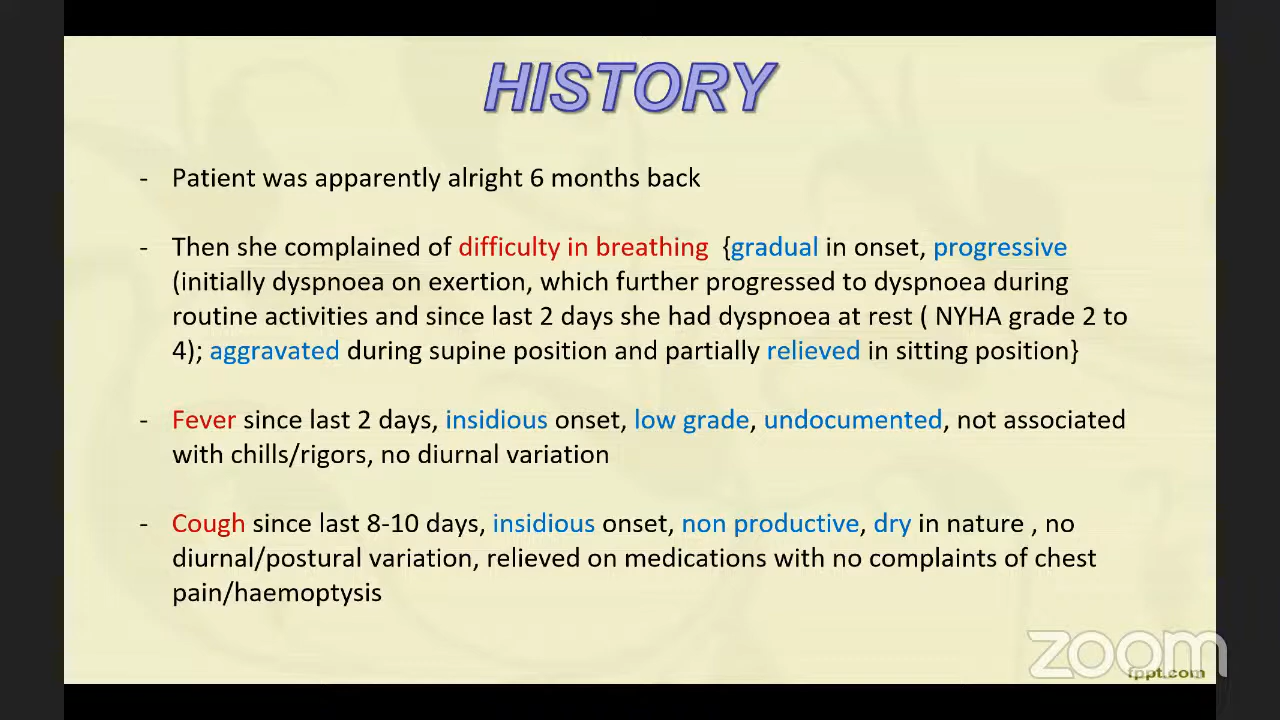 HISTORY
- Patient was apparently alright 6 months back
- Then she complained of difficulty in breathing {gradual in onset, progressive
(initially dyspnoea on exertion, which further progressed to dyspnoea during
routine activities and since last 2 days she had dyspnoea at rest ( NYHA grade 2 to
4); aggravated during supine position and partially relieved in sitting position}
- Fever since last 2 days, insidious onset, low grade, undocumented, not associated
with chills/rigors, no diurnal variation
- Cough since last 8-10 days, insidious onset, non productive, dry in nature , no
diurnal/postural variation, relieved on medications with no complaints of chest
pain/haemoptysis
zoom
fppt.com